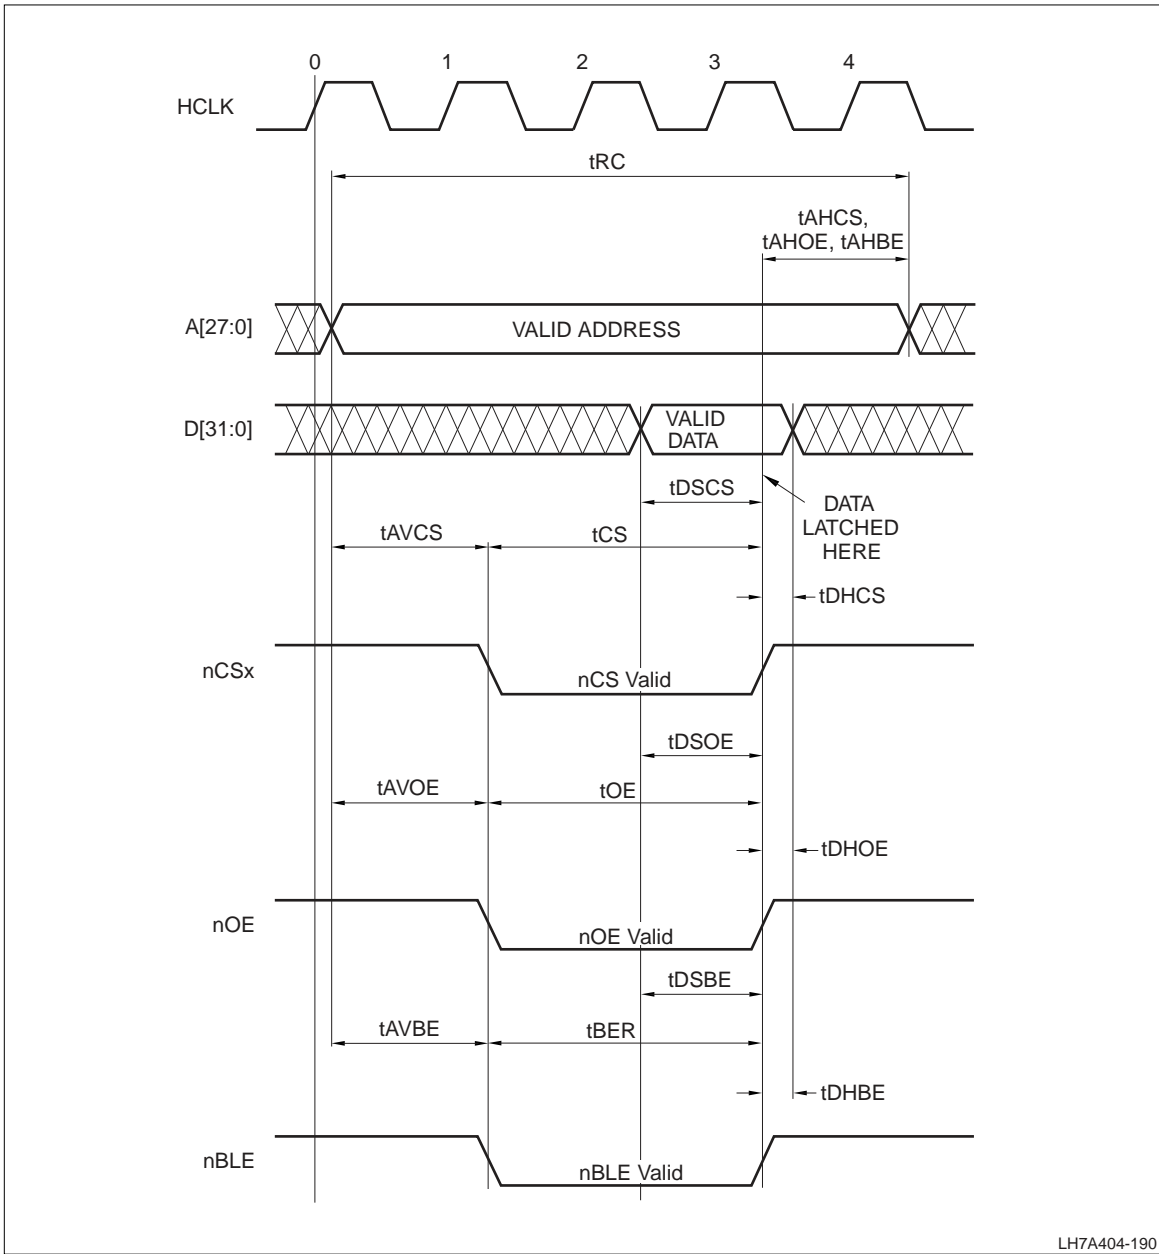 0 1 2 3 4
HCLK
tRC
tAHCS,
tAHOE, tAHBE
A[27:0]
VALID ADDRESS
D[31:0]
VALID
DATA
tDSCS
DATA
LATCHED
HERE
tAVCS
tCS
tDHCS
nCSx
nCS Valid
tDSOE
tAVOE
tOE
tDHOE
nOE
nOE Valid
tDSBE
tAVBE
tBER
tDHBE
nBLE
nBLE Valid
LH7A404-190